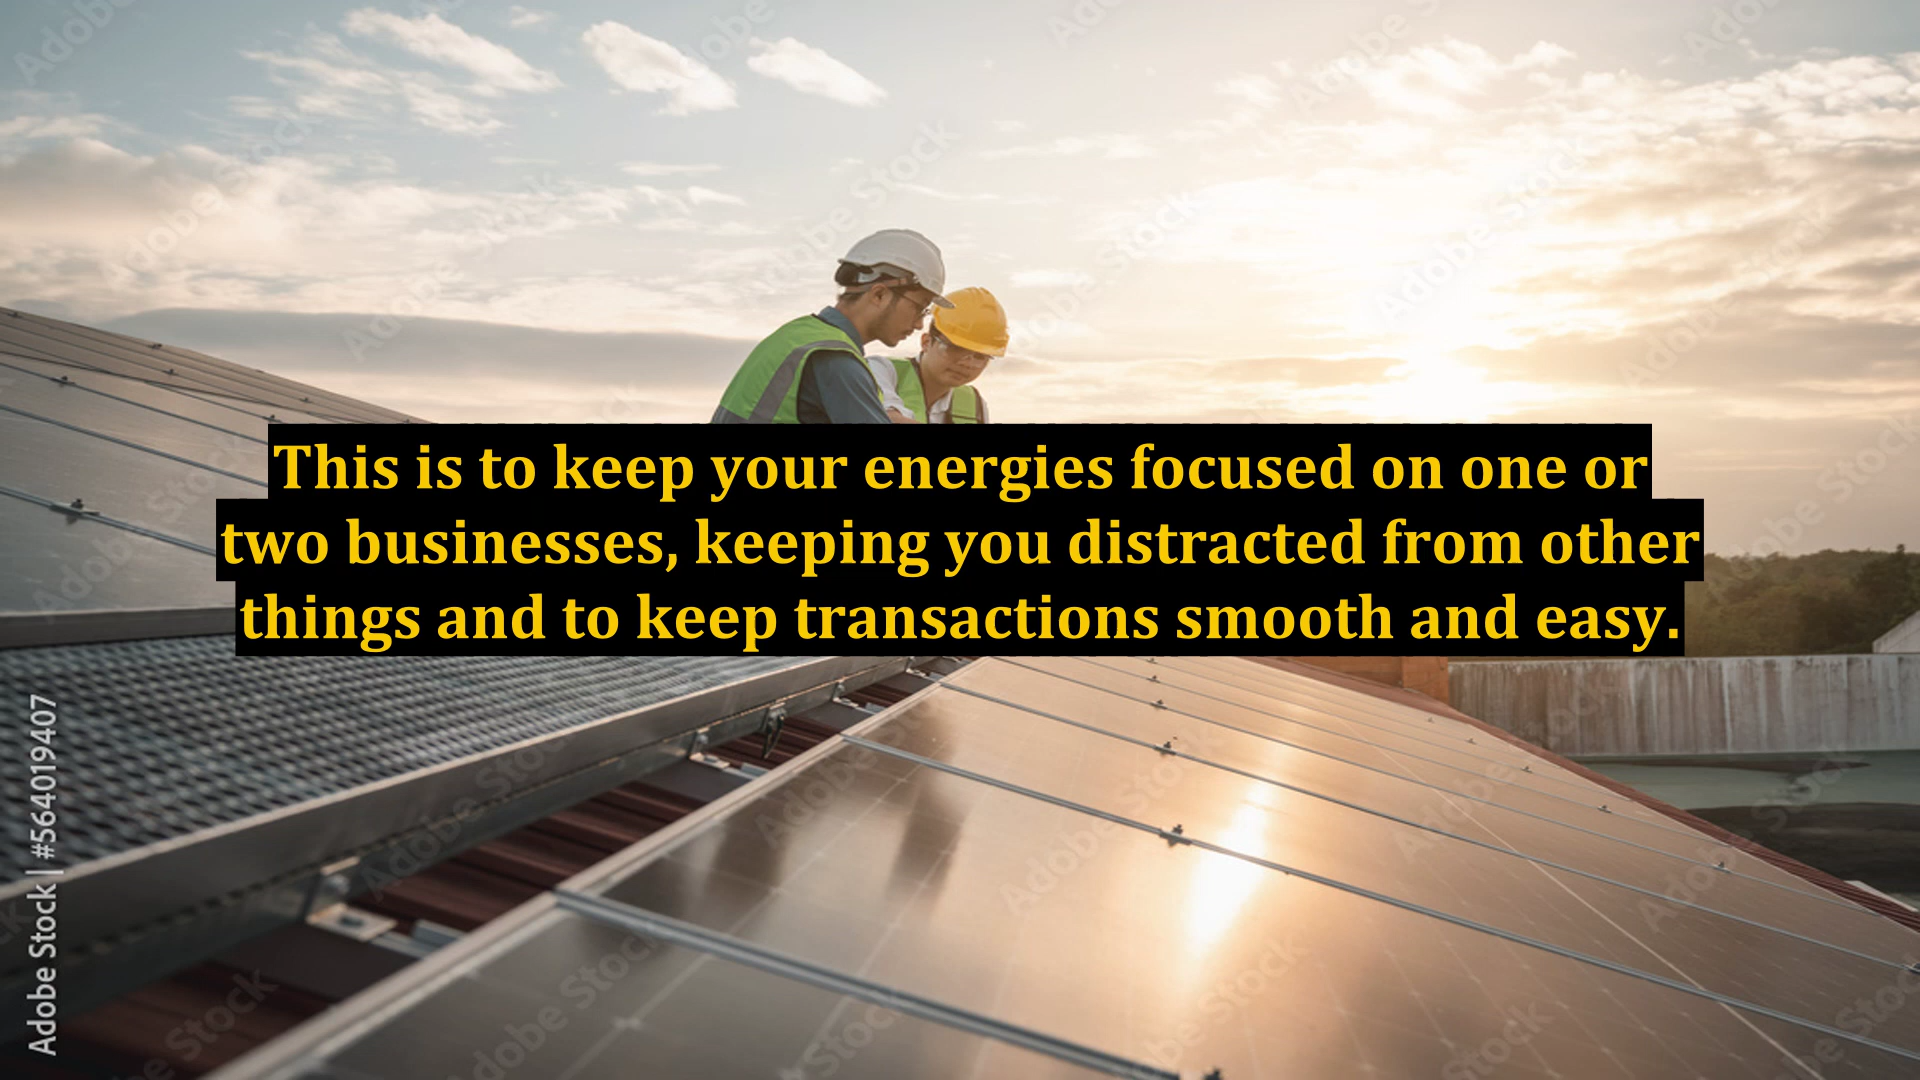 This is to keep your energies focused on one or
two businesses, keeping you distracted from other
things and to keep transactions smooth and easy.
Adobe Stock | #564019407